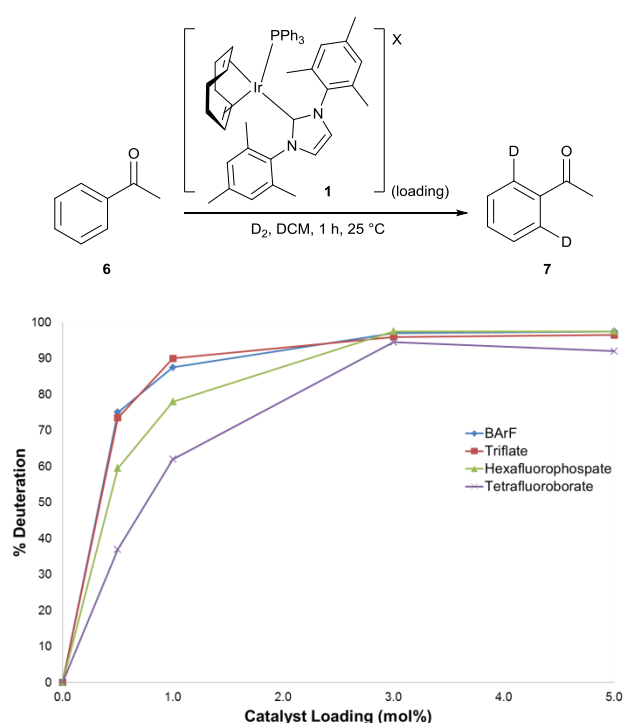 X
PPh3
Ir
N
N
O
1
(loading)
D2, DCM, 1 h, 25 °C
6
D
O
D
7
100
90
80
70
60
50
40
30
20
10
0
% Deuteration
BArF
Triflate
Hexafluorophospate
Tetrafluoroborate
0.0
1.0
2.0
3.0
4.0
5.0
Catalyst Loading (mol%)